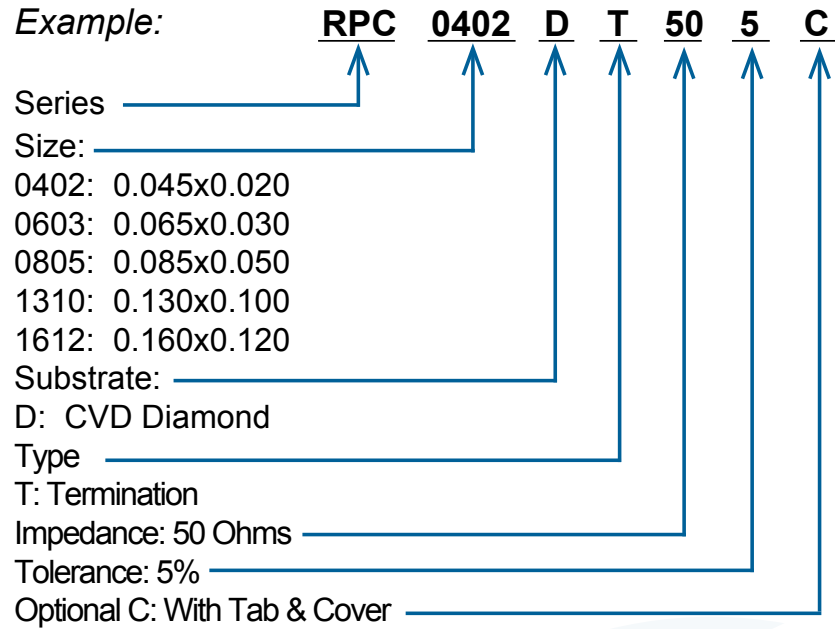 Example: RPC 0402 D T 50 5 C
Series
Size:
0402: 0.045x0.020
0603: 0.065x0.030
0805: 0.085x0.050
1310: 0.130x0.100
1612: 0.160x0.120
Substrate:
D: CVD Diamond
Type
T: Termination
Impedance: 50 Ohms
Tolerance: 5%
Optional C: With Tab & Cover